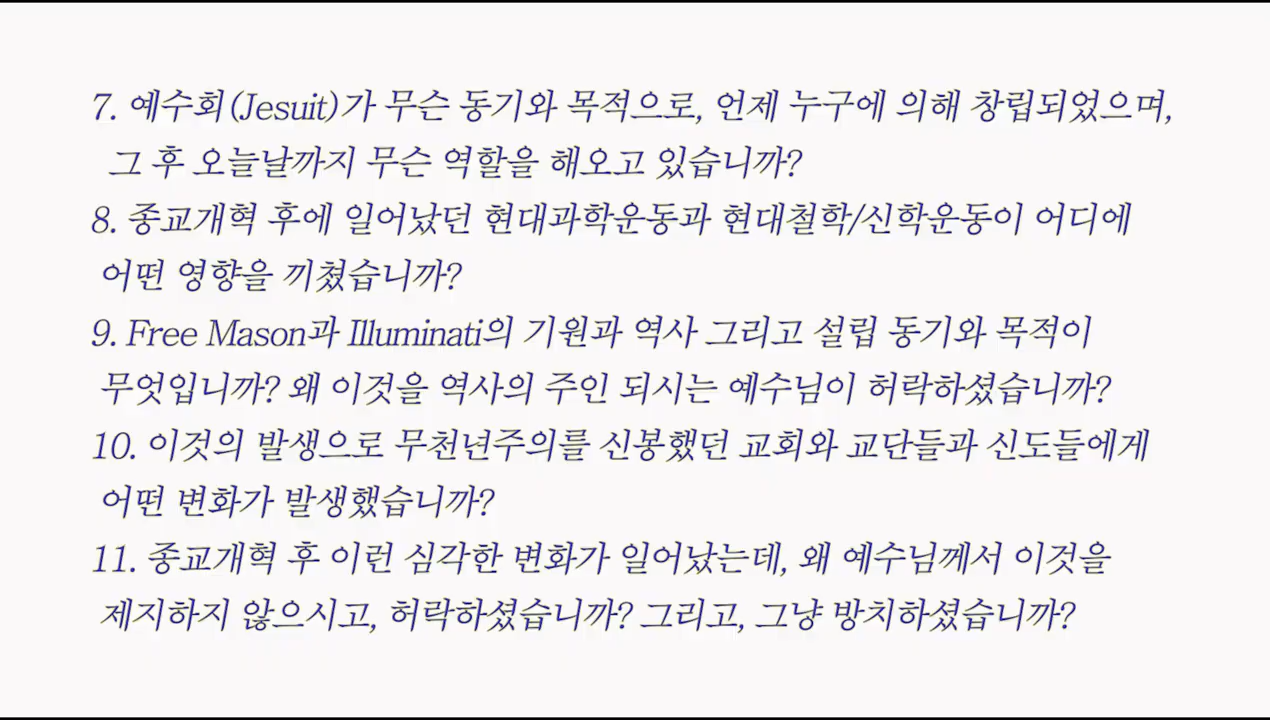 7. 예수회(Jesuit)가 무슨 동기와 목적으로, 언제 누구에 의해 창립되었으며,
그 후 오늘날까지 무슨 역할을 해오고 있습니까?
8. 종교개혁 후에 일어났던 현대과학운동과 현대철학/신학운동이 어디에
어떤 영향을 끼쳤습니까?
9. Free Mason과 Illuminati의 기원과 역사 그리고 설립 동기와 목적이
무엇입니까? 왜 이것을 역사의 주인 되시는 예수님이 허락하셨습니까?
10. 이것의 발생으로 무천년주의를 신봉했던 교회와 교단들과 신도들에게
어떤 변화가 발생했습니까?
11. 종교개혁 후 이런 심각한 변화가 일어났는데, 왜 예수님께서 이것을
제지하지 않으시고, 허락하셨습니까? 그리고, 그냥 방치하셨습니까?